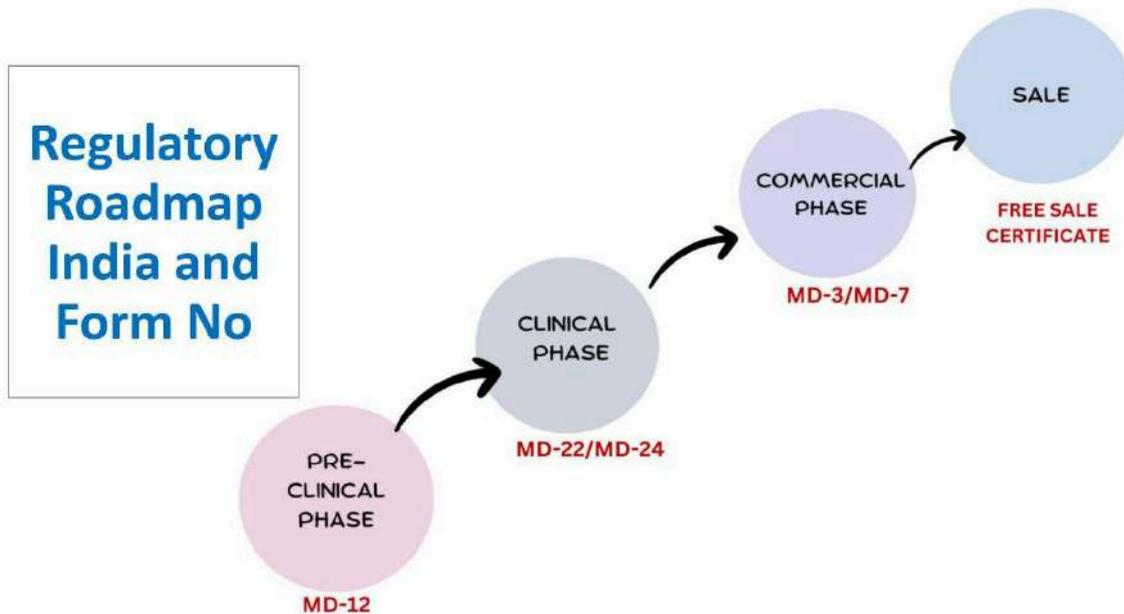 Regulatory
Roadmap
India and
Form No
PRE-
CLINICAL
PHASE
MD-12
CLINICAL
PHASE
MD-22/MD-24
COMMERCIAL
PHASE
MD-3/MD-7
SALE
FREE SALE
CERTIFICATE